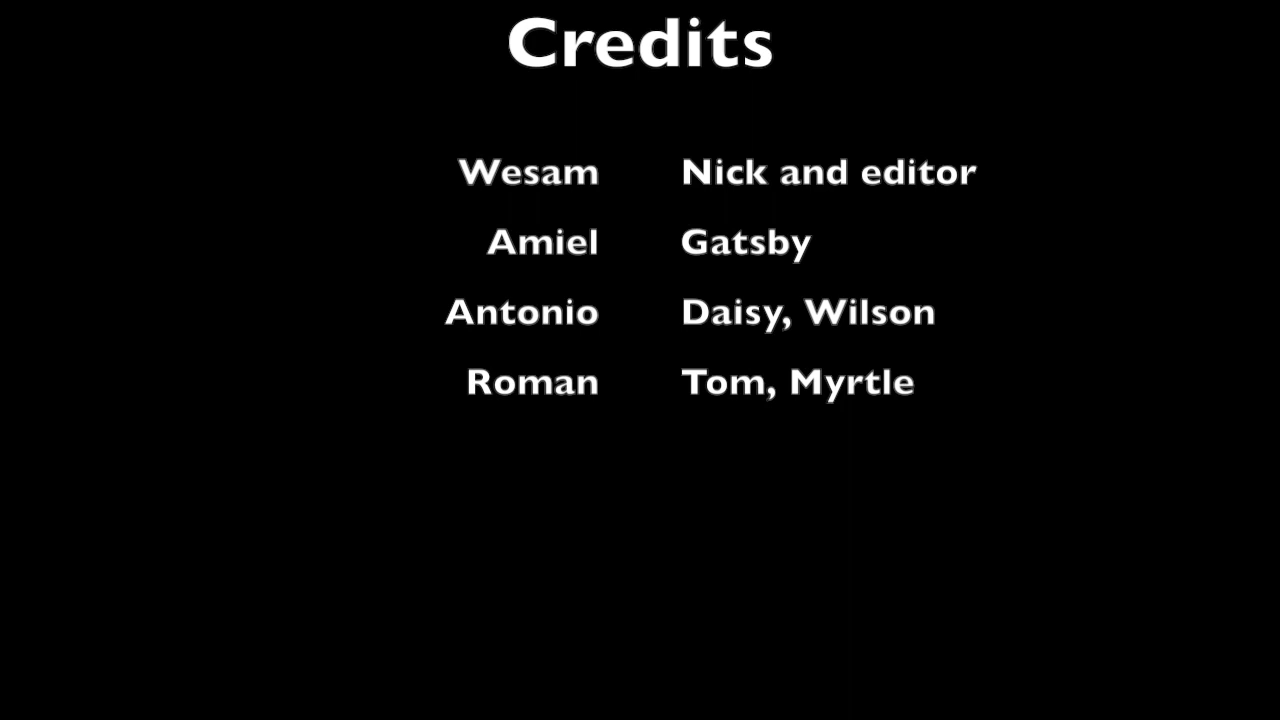 Credits
Wesam Nick and editor
Amiel Gatsby
Antonio Daisy, Wilson
Roman Tom, Myrtle